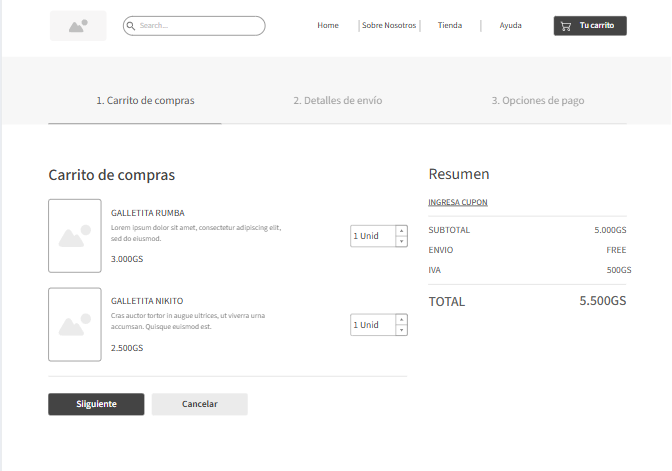 Search...
Home
Sobre Nosotros
Tienda
Ayuda
Tu carrito
1. Carrito de compras
2. Detalles de envío
3. Opciones de pago
Carrito de compras
GALLETITA RUMBA
Lorem ipsum dolor sit amet, consectetur adipiscing elit,
sed do eiusmod.
3.000GS
1 Unid
GALLETITA NIKITO
Cras auctor tortor in augue ultrices, ut viverra urna
accumsan. Quisque euismod est.
2.500GS
1 Unid
Siiguiente
Cancelar
Resumen
INGRESA CUPON
SUBTOTAL 5.000GS
ENVIO FREE
IVA 500GS
TOTAL 5.500GS